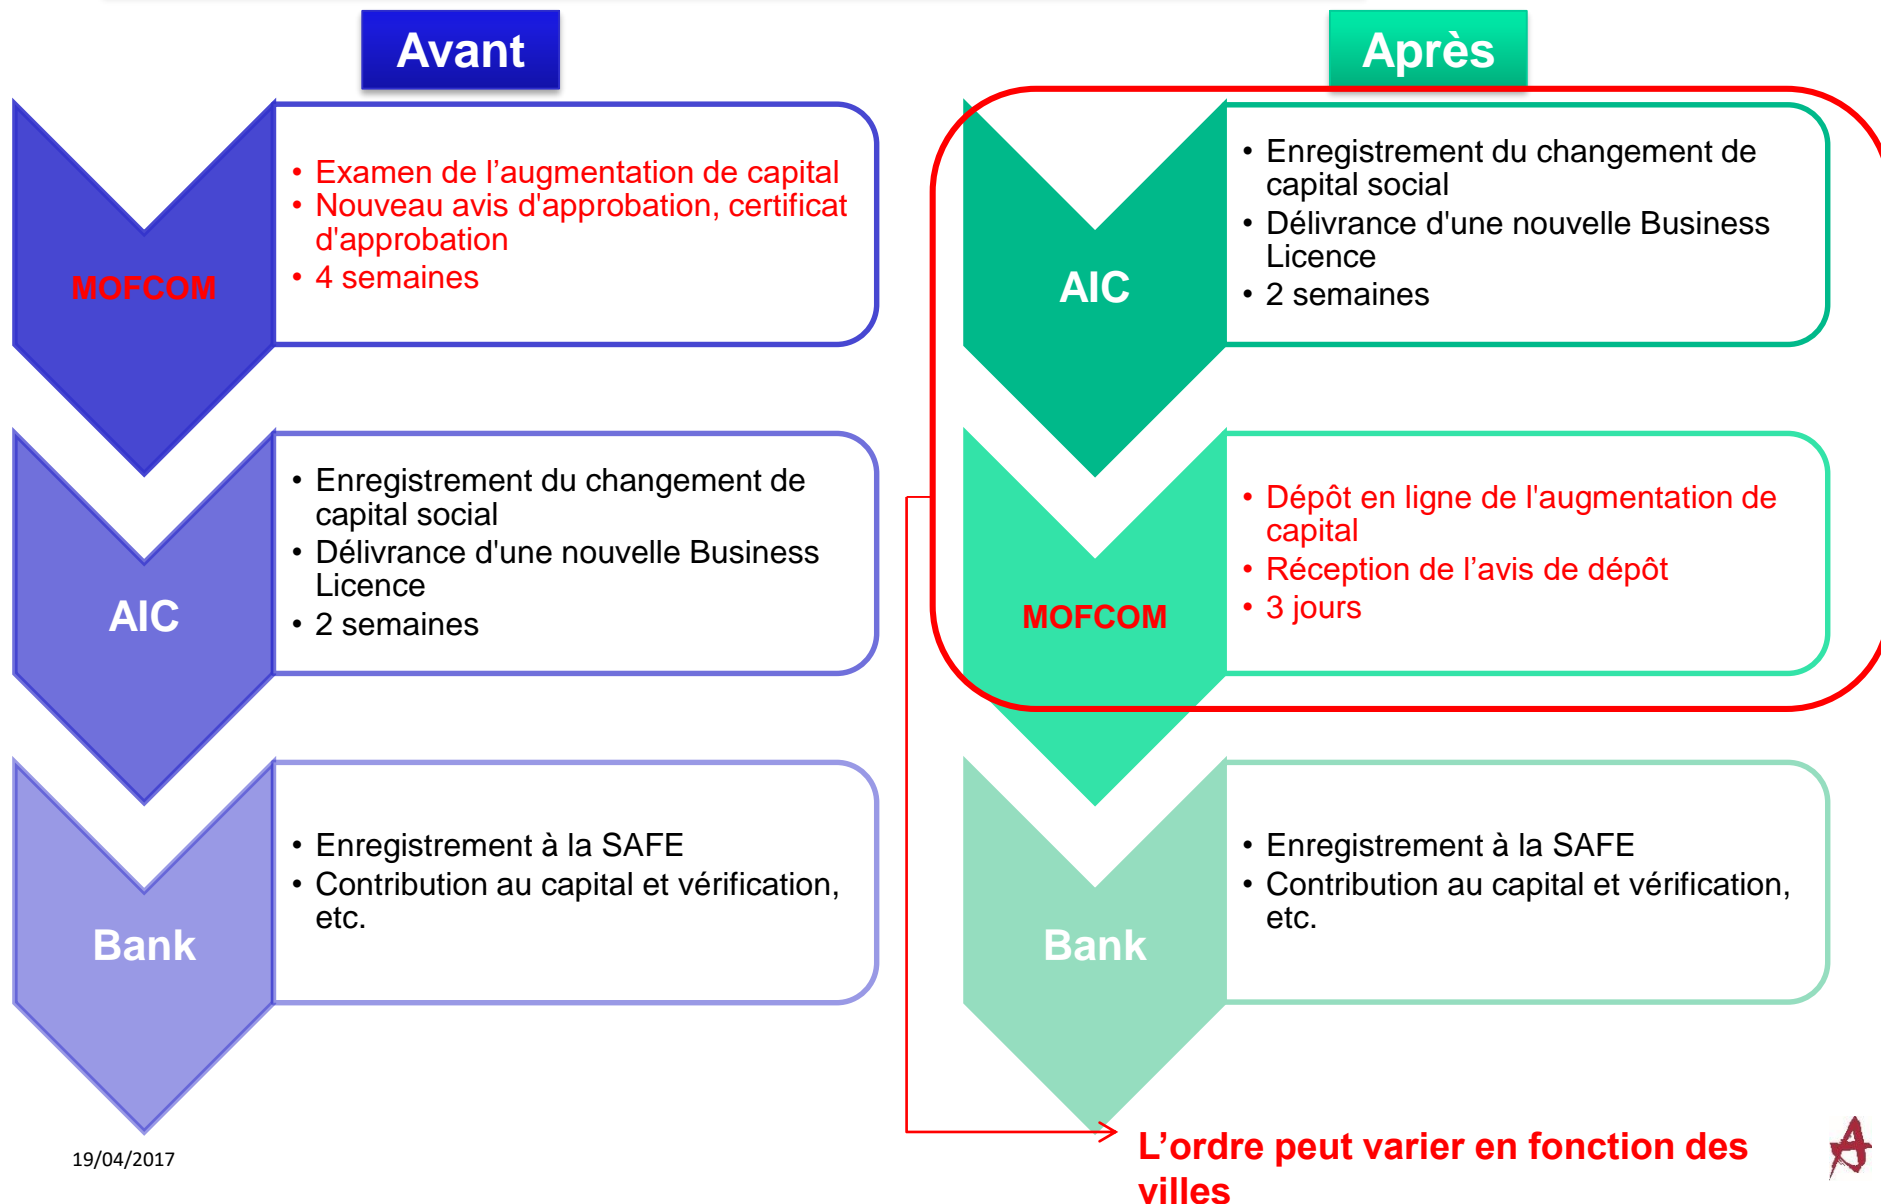 Avant
MOFCOM
• Examen de l’augmentation de capital
• Nouveau avis d'approbation, certificat
d'approbation
• 4 semaines
AIC
• Enregistrement du changement de
capital social
• Délivrance d'une nouvelle Business
Licence
• 2 semaines
Bank
• Enregistrement à la SAFE
• Contribution au capital et vérification,
etc.
Après
AIC
• Enregistrement du changement de
capital social
• Délivrance d'une nouvelle Business
Licence
• 2 semaines
MOFCOM
• Dépôt en ligne de l'augmentation de
capital
• Réception de l’avis de dépôt
• 3 jours
Bank
• Enregistrement à la SAFE
• Contribution au capital et vérification,
etc.
L’ordre peut varier en fonction des
villes
19/04/2017
A